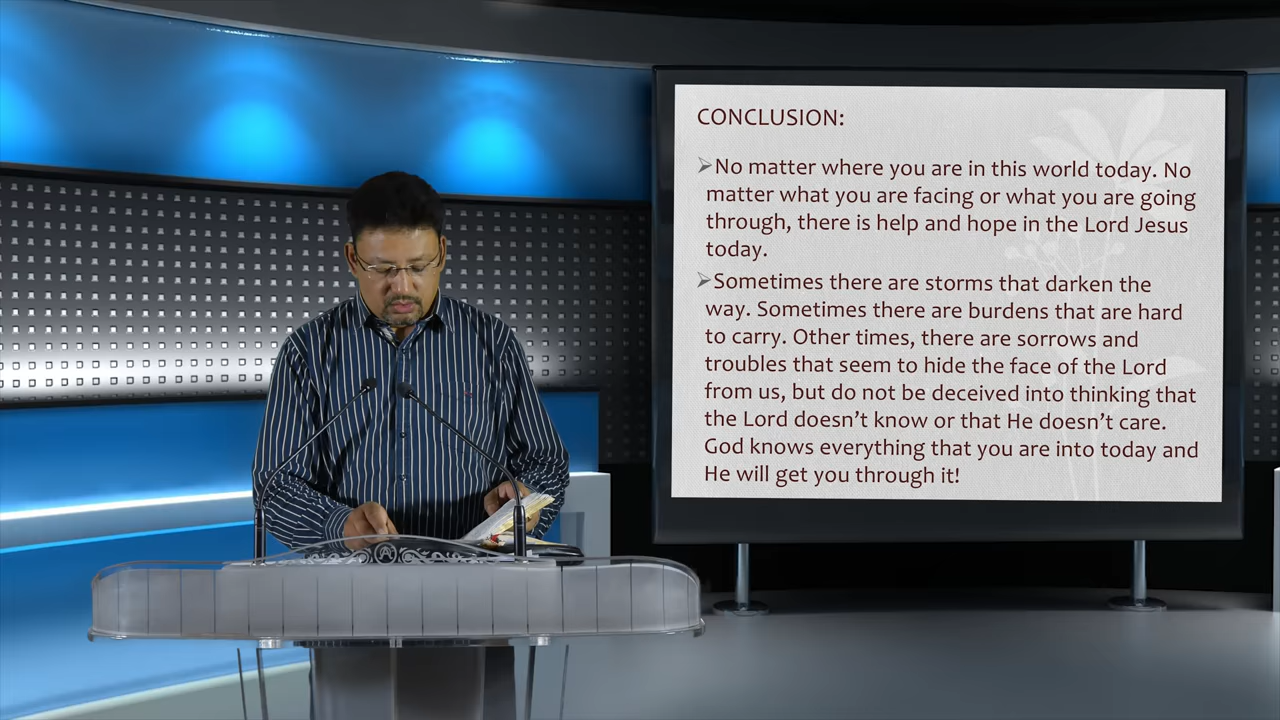 CONCLUSION:
➢No matter where you are in this world today. No
matter what you are facing or what you are going
through, there is help and hope in the Lord Jesus
today.
➢Sometimes there are storms that darken the
way. Sometimes there are burdens that are hard
to carry. Other times, there are sorrows and
troubles that seem to hide the face of the Lord
from us, but do not be deceived into thinking that
the Lord doesn’t know or that He doesn’t care.
God knows everything that you are into today and
He will get you through it!